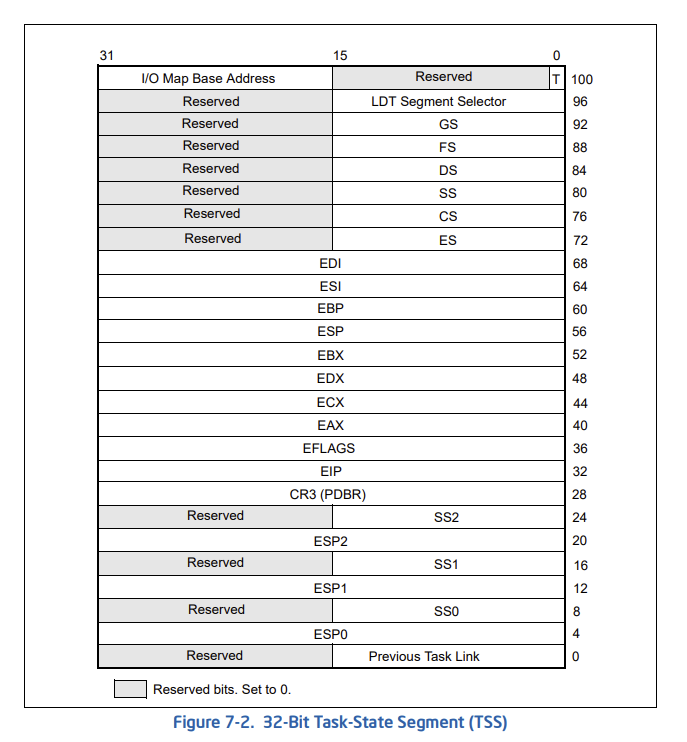 31 15 0
I/O Map Base Address Reserved T 100
Reserved LDT Segment Selector 96
Reserved GS 92
Reserved FS 88
Reserved DS 84
Reserved SS 80
Reserved CS 76
Reserved ES 72
EDI 68
ESI 64
EBP 60
ESP 56
EBX 52
EDX 48
ECX 44
EAX 40
EFLAGS 36
EIP 32
CR3 (PDBR) 28
Reserved SS2 24
ESP2 20
Reserved SS1 16
ESP1 12
Reserved SS0 8
ESP0 4
Reserved Previous Task Link 0
Reserved bits. Set to 0.
Figure 7-2. 32-Bit Task-State Segment (TSS)